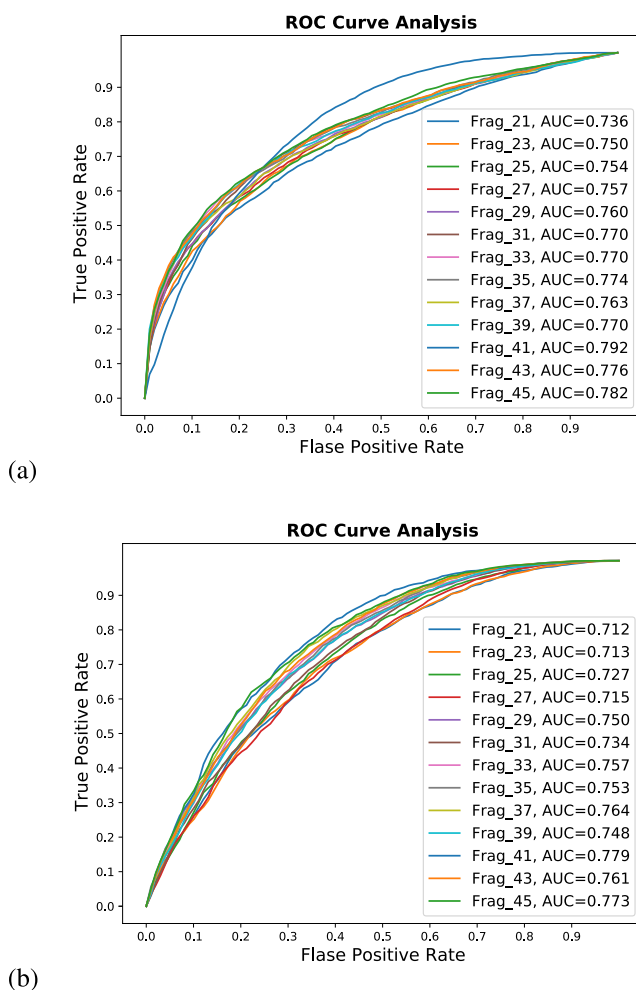 ROC Curve Analysis
True Positive Rate
0.9
0.8
0.7
0.6
0.5
0.4
0.3
0.2
0.1
0.0
Frag_21, AUC=0.736
Frag_23, AUC=0.750
Frag_25, AUC=0.754
Frag_27, AUC=0.757
Frag_29, AUC=0.760
Frag_31, AUC=0.770
Frag_33, AUC=0.770
Frag_35, AUC=0.774
Frag_37, AUC=0.763
Frag_39, AUC=0.770
Frag_41, AUC=0.792
Frag_43, AUC=0.776
Frag_45, AUC=0.782
0.0 0.1 0.2 0.3 0.4 0.5 0.6 0.7 0.8 0.9
Flase Positive Rate
(a)
ROC Curve Analysis
True Positive Rate
0.9
0.8
0.7
0.6
0.5
0.4
0.3
0.2
0.1
0.0
Frag_21, AUC=0.712
Frag_23, AUC=0.713
Frag_25, AUC=0.727
Frag_27, AUC=0.715
Frag_29, AUC=0.750
Frag_31, AUC=0.734
Frag_33, AUC=0.757
Frag_35, AUC=0.753
Frag_37, AUC=0.764
Frag_39, AUC=0.748
Frag_41, AUC=0.779
Frag_43, AUC=0.761
Frag_45, AUC=0.773
0.0 0.1 0.2 0.3 0.4 0.5 0.6 0.7 0.8 0.9
Flase Positive Rate
(b)